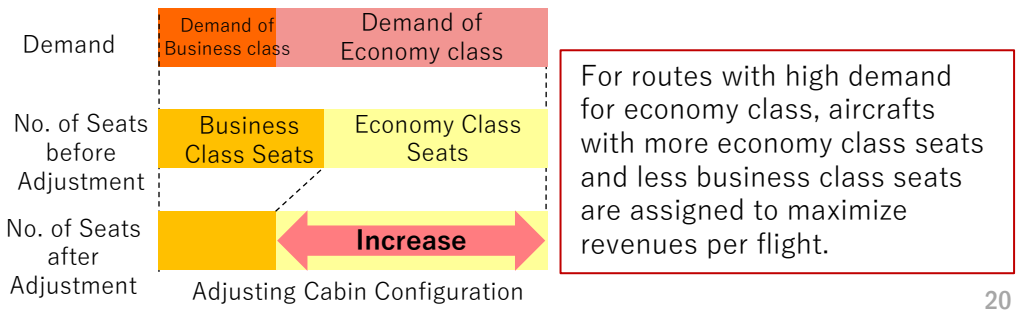 Demand
Demand of
Business class
Demand of
Economy class
No. of Seats
before
Adjustment
Business
Class Seats
Economy Class
Seats
No. of Seats
after
Adjustment
Increase
Adjusting Cabin Configuration
For routes with high demand
for economy class, aircrafts
with more economy class seats
and less business class seats
are assigned to maximize
revenues per flight.
20